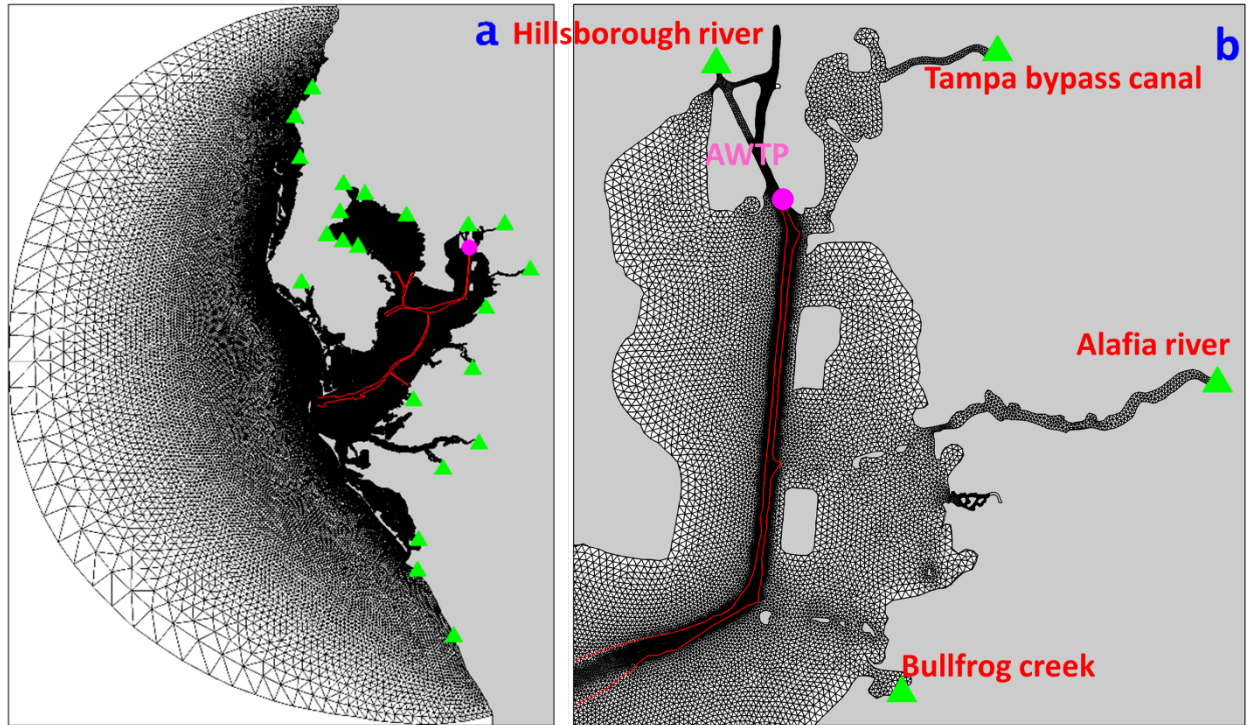 a
Hillsborough river
b
Tampa bypass canal
AWTP
Alafia river
Bullfrog creek